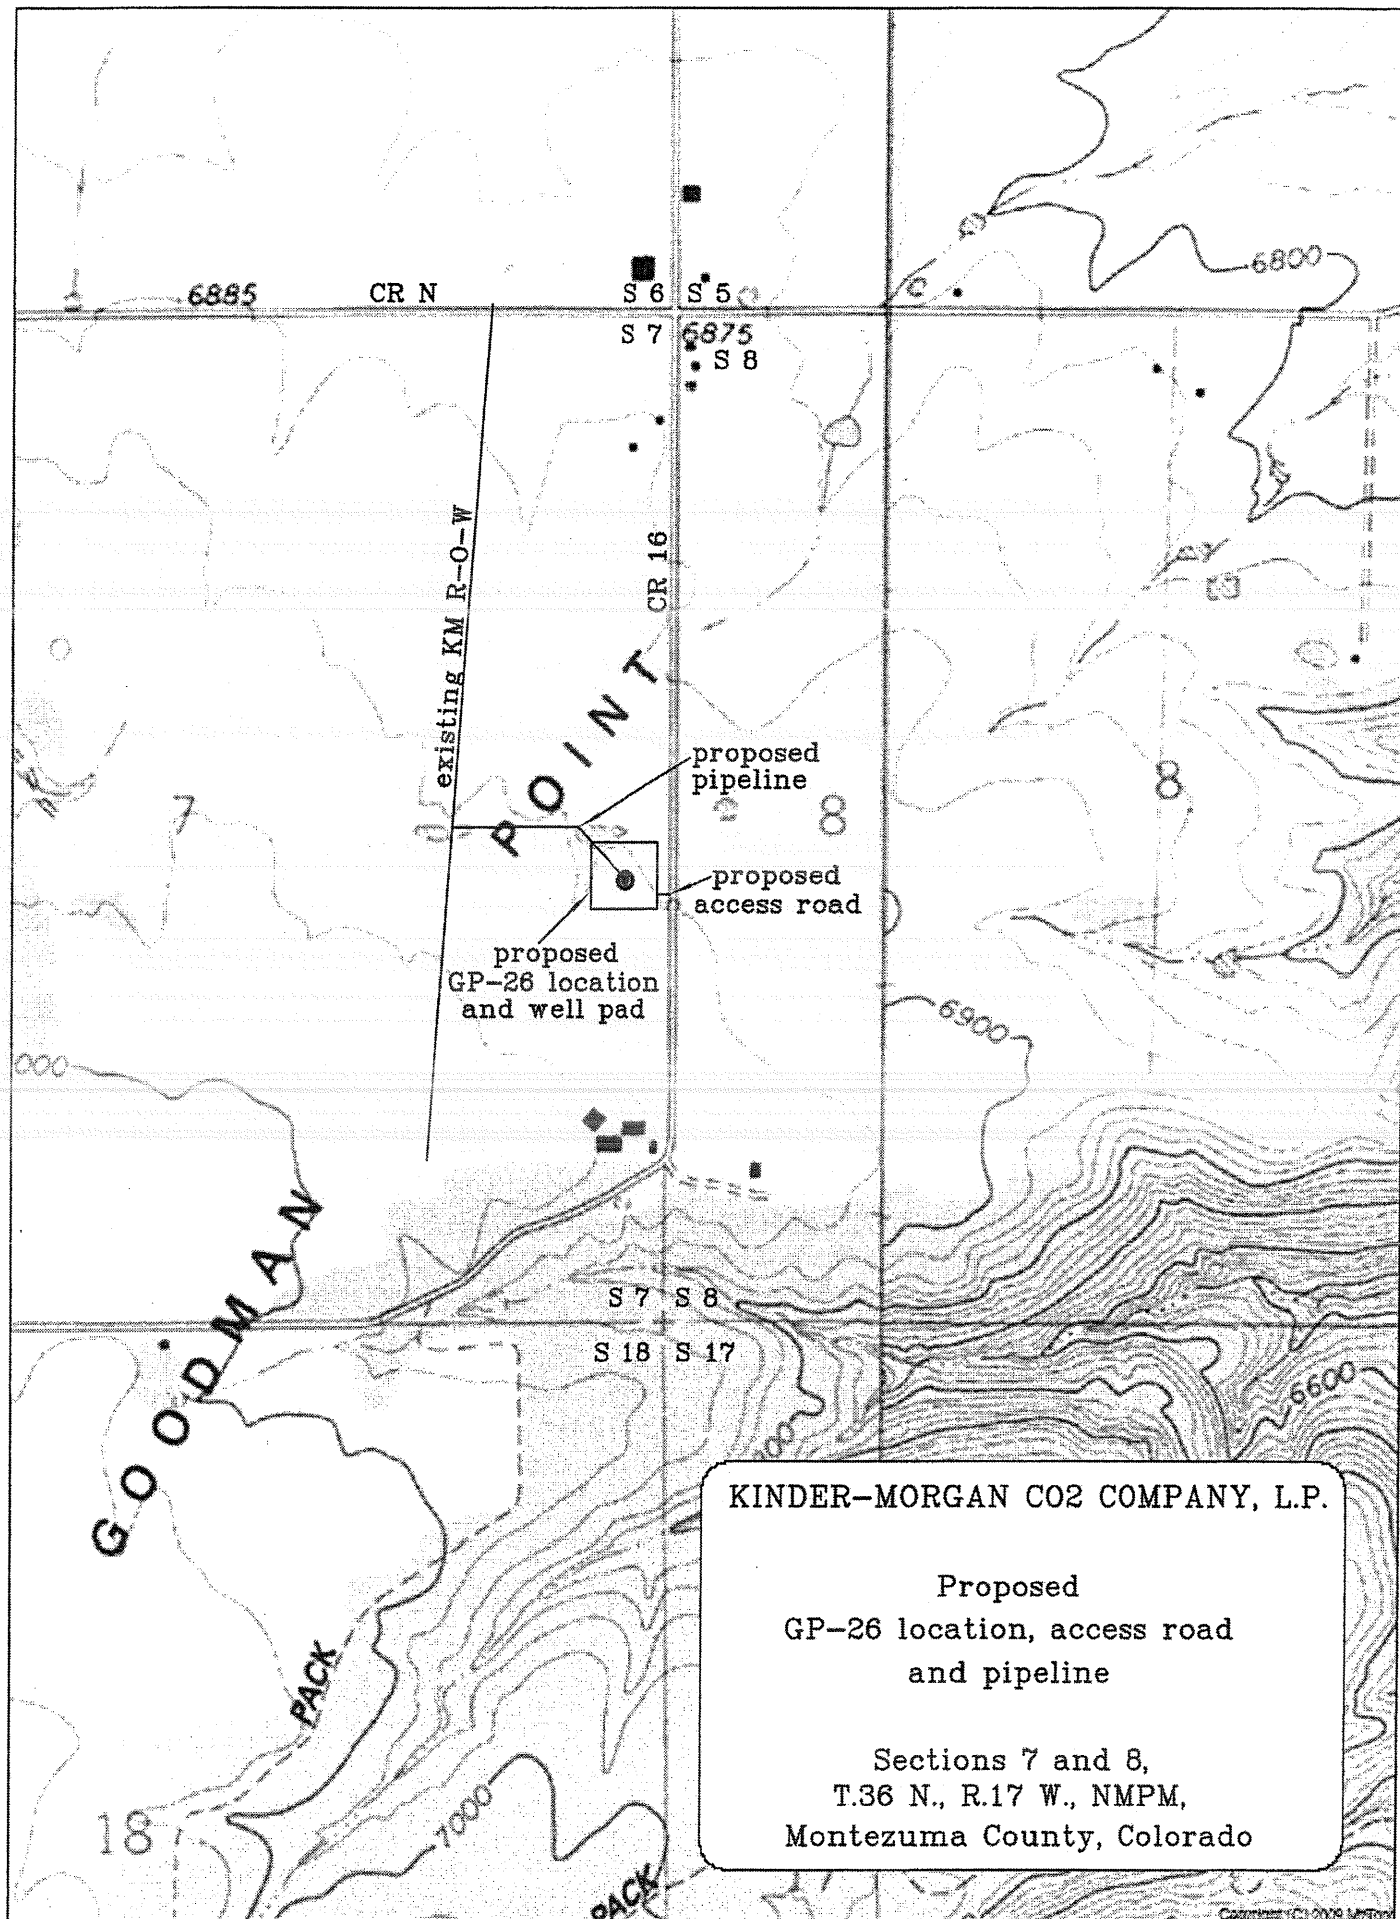 6885
CR N
S 6
S 5
6800
S 7
6875
S 8
existing KM R-O-W
CR 16
POINT
proposed
pipeline
7
8
8
proposed
access road
proposed
GP-26 location
and well pad
6900
000
GOODMAN
S 7
S 8
S 18
S 17
6600
KINDER-MORGAN CO2 COMPANY, L.P.
Proposed
GP-26 location, access road
and pipeline
Sections 7 and 8,
T.36 N., R.17 W., NMPM,
Montezuma County, Colorado
PACK
7000
18
PACK